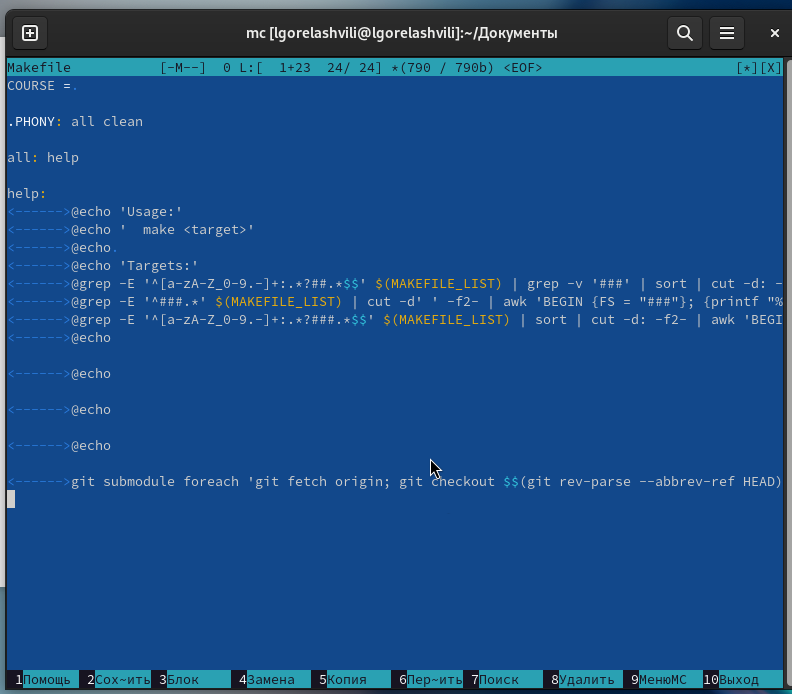 mc [lgorelashvili@lgorelashvili]:~/Документы
Makefile [-M--] 0 L:[ 1+23 24/ 24] *(790 / 790b) <EOF> [*][X]
COURSE =.
.PHONY: all clean
all: help
help:
<------>@echo 'Usage:'
<------>@echo '  make <target>'
<------>@echo.
<------>@echo 'Targets:'
<------>@grep -E '^[a-zA-Z_0-9.-]+:.*?##.*$$' $(MAKEFILE_LIST) | grep -v '###' | sort | cut -d: -
<------>@grep -E '^###.*' $(MAKEFILE_LIST) | cut -d' ' -f2- | awk 'BEGIN {FS = "###"}; {printf "%
<------>@grep -E '^[a-zA-Z_0-9.-]+:.*?###.*$$' $(MAKEFILE_LIST) | sort | cut -d: -f2- | awk 'BEGI
<------>@echo
<------>@echo
<------>@echo
<------>@echo
<------>git submodule foreach 'git fetch origin; git checkout $$(git rev-parse --abbrev-ref HEAD)
1Помощь 2Сох~ить 3Блок 4Замена 5Копия 6Пер~ить 7Поиск 8Удалить 9МенюMC 10Выход